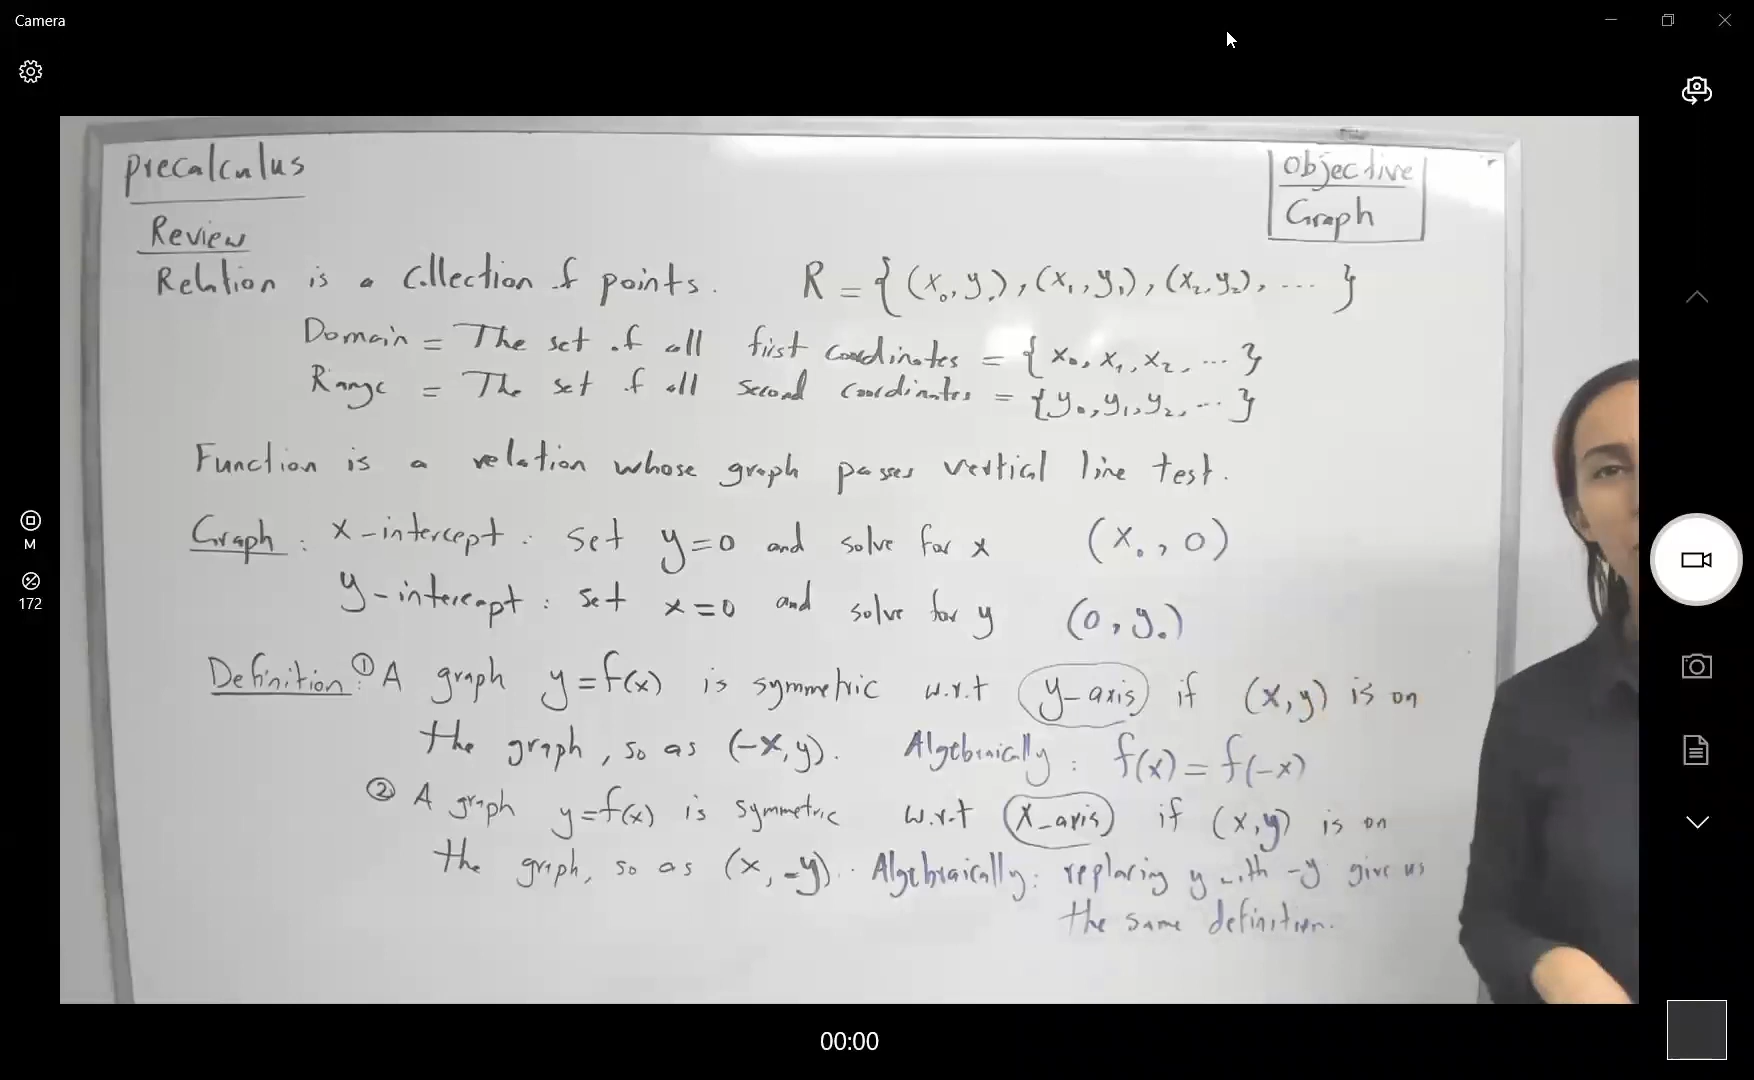 Camera
precalculus
Objective
Graph
Review
Relation is a collection of points. R = { (x₀, y₀), (x₁, y₁), (x₂, y₂), ... }
Domain = The set of all first coordinates = { x₀, x₁, x₂, ... }
Range = The set of all second coordinates = { y₀, y₁, y₂, ... }
Function is a relation whose graph passes vertical line test.
Graph: x-intercept: set y=0 and solve for x (x₀, 0)
y-intercept: set x=0 and solve for y (0, y₀)
Definition: ① A graph y=f(x) is symmetric w.r.t y-axis if (x,y) is on
the graph, so as (-x,y). Algebraically: f(x) = f(-x)
② A graph y=f(x) is symmetric w.r.t x-axis if (x,y) is on
the graph, so as (x,-y). Algebraically: replacing y with -y give us
the same definition.
M
172
00:00